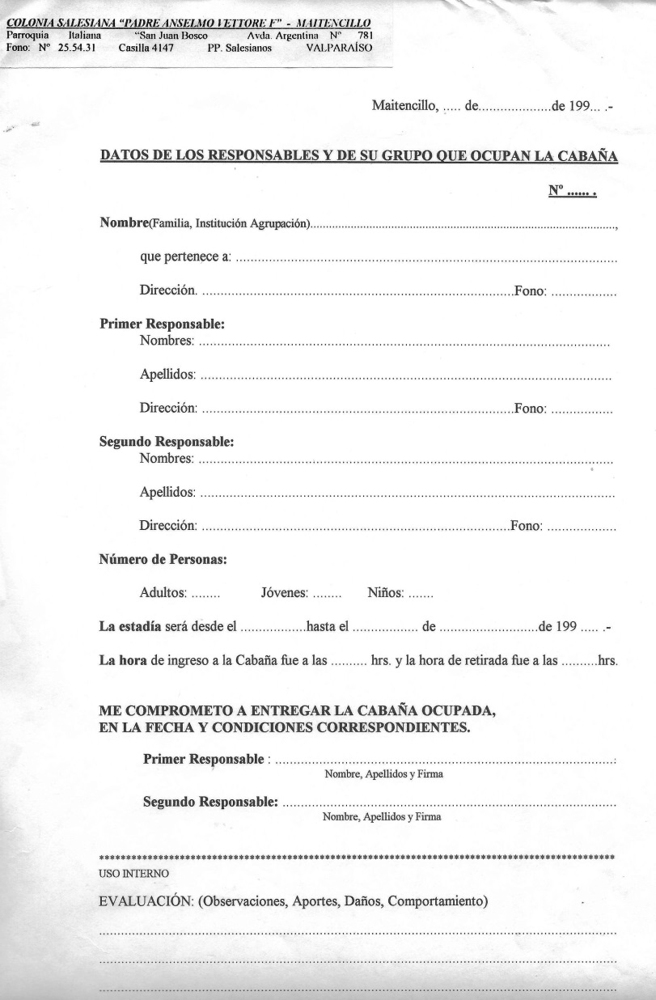 COLONIA SALESIANA “PADRE ANSELMO VETTORE F” - MAITENCILLO
Parroquia Italiana “San Juan Bosco Avda. Argentina Nº 781
Fono: Nº 25.54.31 Casilla 4147 PP. Salesianos VALPARAÍSO
Maitencillo, ..... de....................de 199... .-
DATOS DE LOS RESPONSABLES Y DE SU GRUPO QUE OCUPAN LA CABAÑA
Nº ...... .
Nombre(Familia, Institución Agrupación)....................................................................................................,
que pertenece a: .........................................................................................................
Dirección. ......................................................................................Fono: ..................
Primer Responsable:
Nombres: .................................................................................................................
Apellidos: .................................................................................................................
Dirección: ......................................................................................Fono: .................
Segundo Responsable:
Nombres: ..................................................................................................................
Apellidos: ..................................................................................................................
Dirección: .....................................................................................Fono: ...................
Número de Personas:
Adultos: ........ Jóvenes: ........ Niños: .......
La estadía será desde el ..................hasta el .................. de ...........................de 199 ..... .-
La hora de ingreso a la Cabaña fue a las .......... hrs. y la hora de retirada fue a las ..........hrs.
ME COMPROMETO A ENTREGAR LA CABAÑA OCUPADA,
EN LA FECHA Y CONDICIONES CORRESPONDIENTES.
Primer Responsable : ..............................................................................................:
Nombre, Apellidos y Firma
Segundo Responsable: ............................................................................................
Nombre, Apellidos y Firma
************************************************************************************************
USO INTERNO
EVALUACIÓN: (Observaciones, Aportes, Daños, Comportamiento)
...............................................................................................................................................
...............................................................................................................................................
...............................................................................................................................................